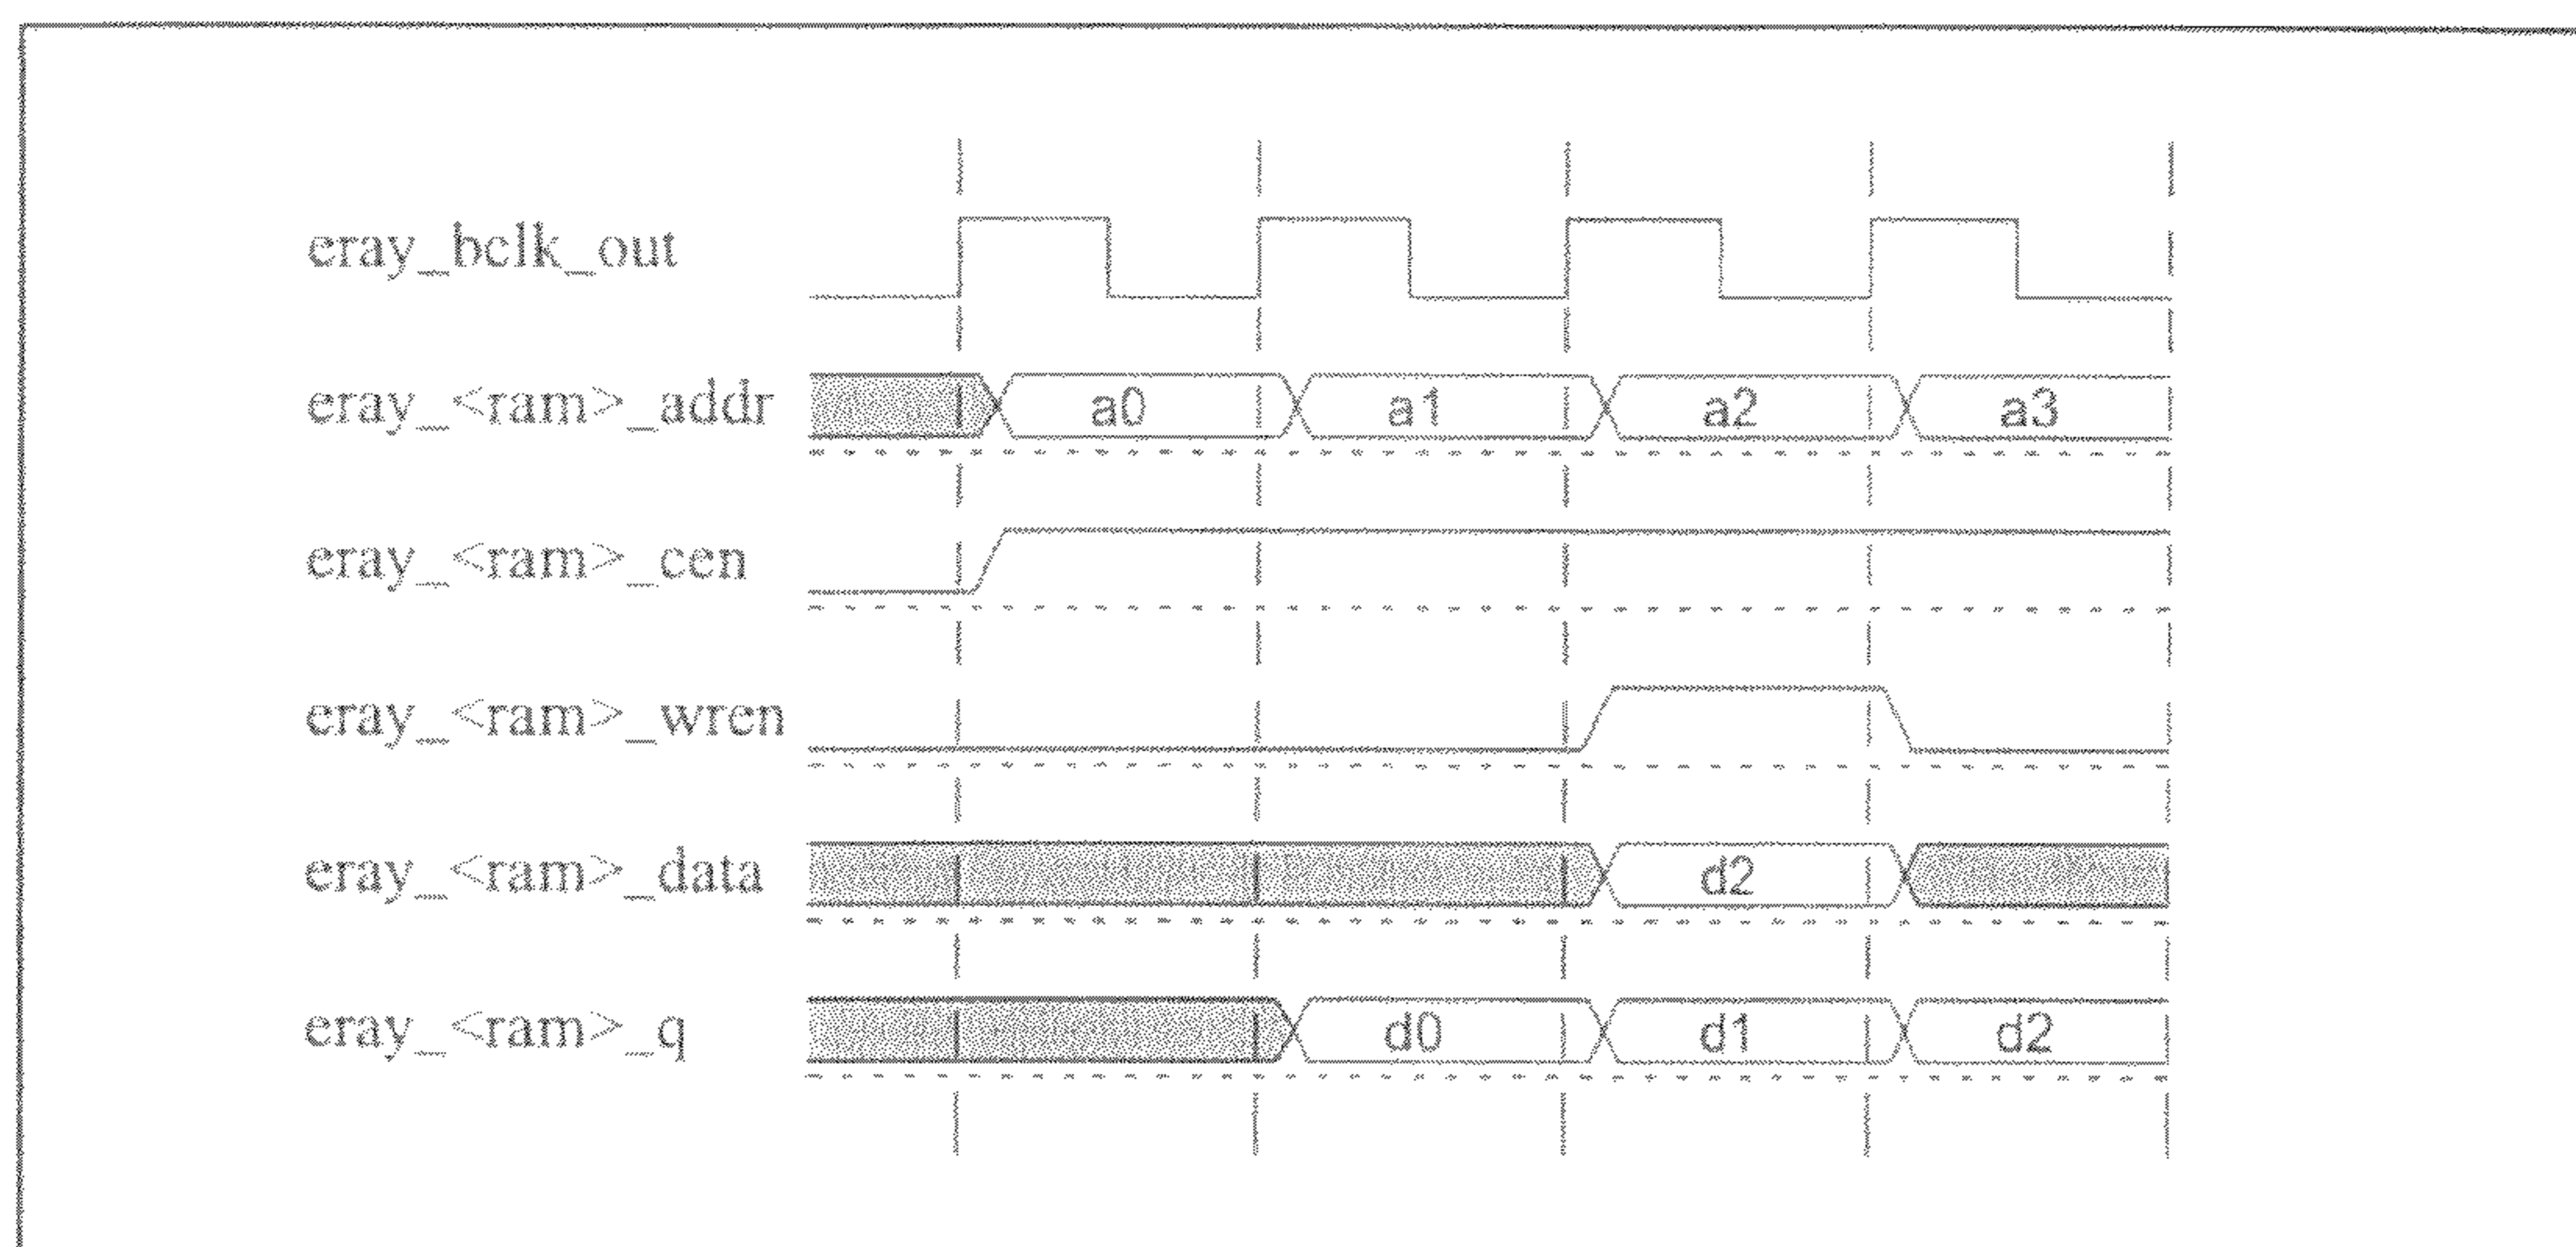 eray_bclk_out
eray_<ram>_addr a0 a1 a2 a3
eray_<ram>_cen
eray_<ram>_wren
eray_<ram>_data d2
eray_<ram>_q d0 d1 d2